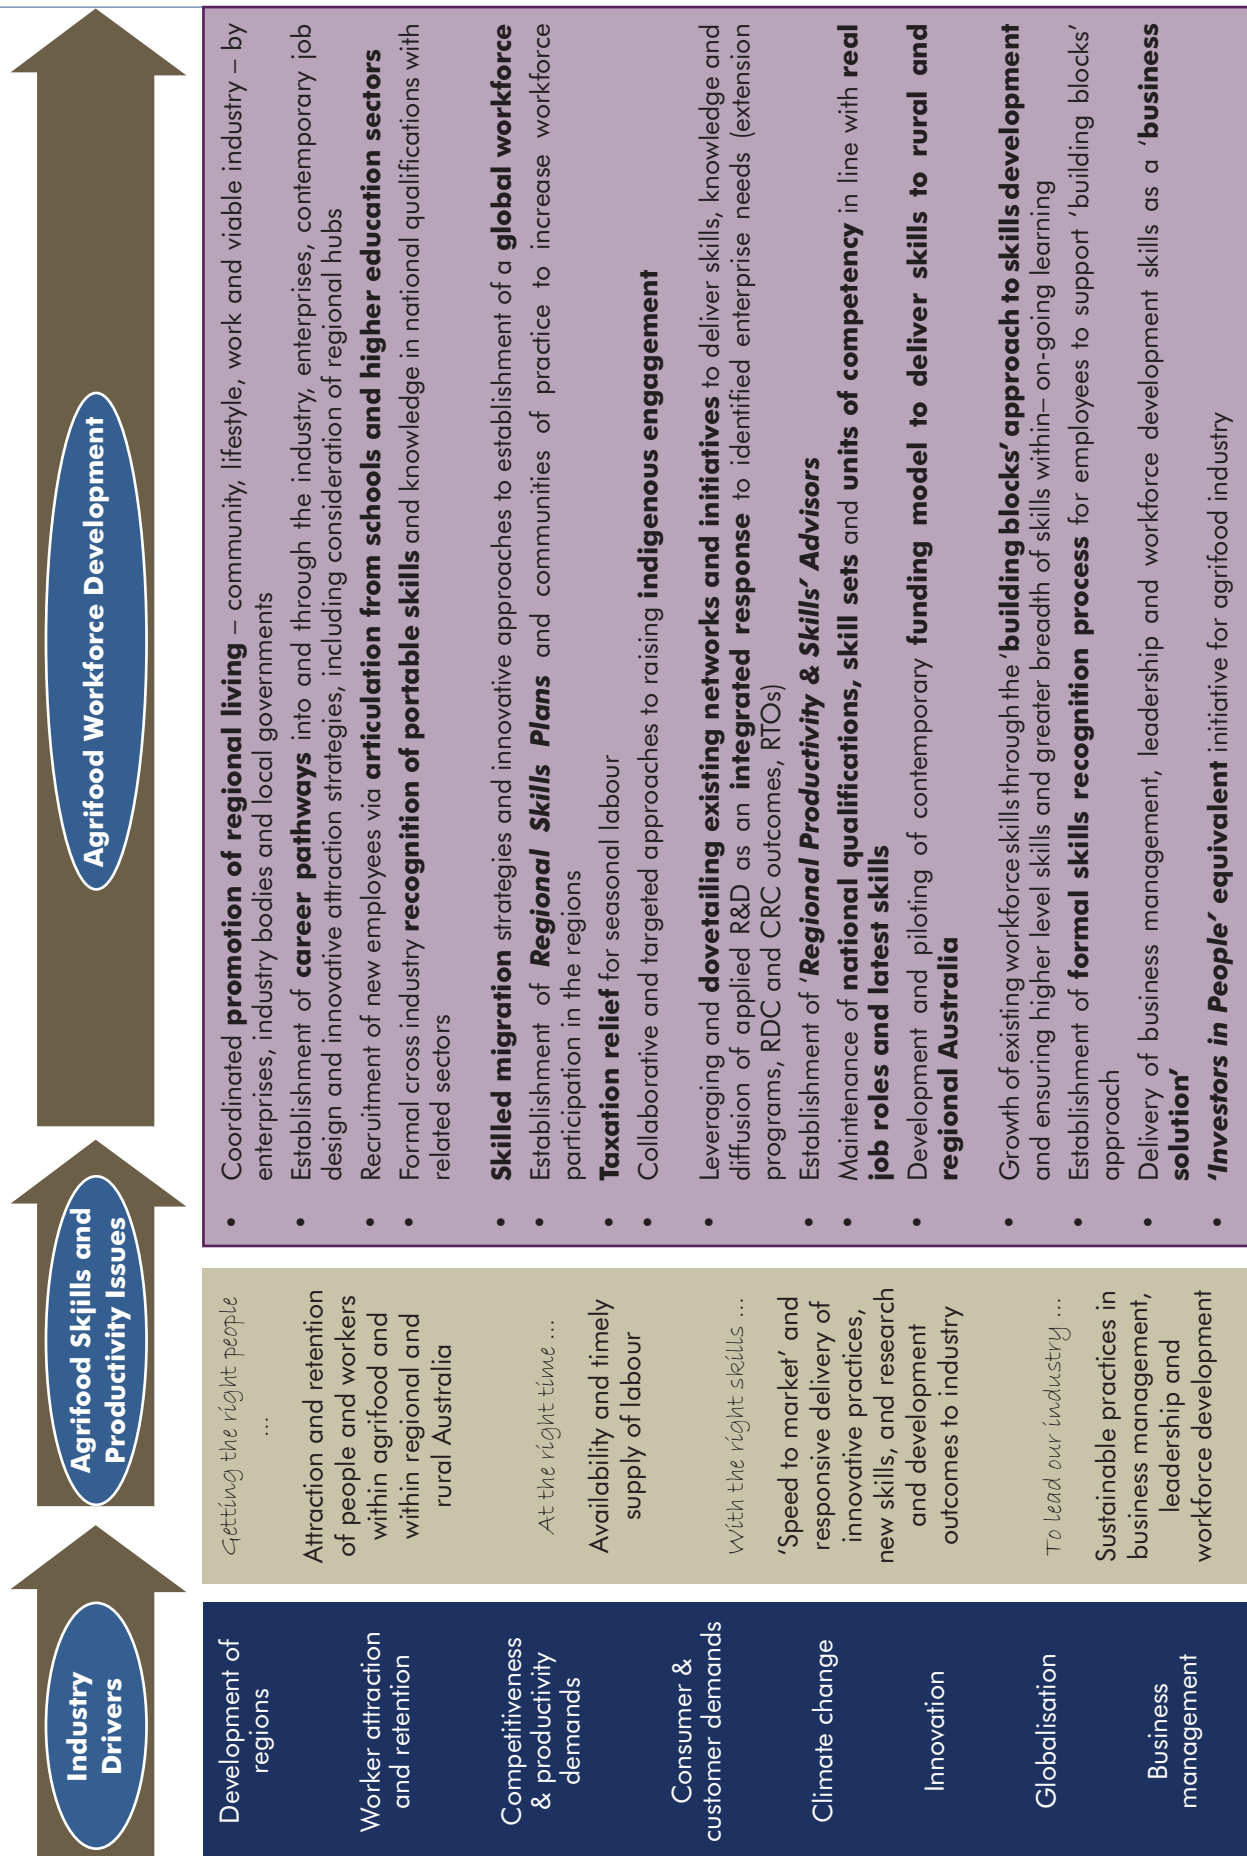 Industry
Drivers
Agrifood Skjills and
Productivity Issues
Agrifood Workforce Development
Development of
regions
Worker attraction
and retention
Competitiveness
& productivity
demands
Consumer &
customer demands
Climate change
Innovation
Globalisation
Business
management
Getting the right people
...
Attraction and retention
of people and workers
within agrifood and
within regional and
rural Australia
At the right time ...
Availability and timely
supply of labour
With the right skills ...
‘Speed to market’ and
responsive delivery of
innovative practices,
new skills, and research
and development
outcomes to industry
To lead our industry ...
Sustainable practices in
business management,
leadership and
workforce development
• Coordinated promotion of regional living – community, lifestyle, work and viable industry – by
enterprises, industry bodies and local governments
• Establishment of career pathways into and through the industry, enterprises, contemporary job
design and innovative attraction strategies, including consideration of regional hubs
• Recruitment of new employees via articulation from schools and higher education sectors
• Formal cross industry recognition of portable skills and knowledge in national qualifications with
related sectors
• Skilled migration strategies and innovative approaches to establishment of a global workforce
• Establishment of Regional Skills Plans and communities of practice to increase workforce
participation in the regions
• Taxation relief for seasonal labour
• Collaborative and targeted approaches to raising indigenous engagement
• Leveraging and dovetailing existing networks and initiatives to deliver skills, knowledge and
diffusion of applied R&D as an integrated response to identified enterprise needs (extension
programs, RDC and CRC outcomes, RTOs)
• Establishment of ‘Regional Productivity & Skills’ Advisors
• Maintenance of national qualifications, skill sets and units of competency in line with real
job roles and latest skills
• Development and piloting of contemporary funding model to deliver skills to rural and
regional Australia
• Growth of existing workforce skills through the ‘building blocks’ approach to skills development
and ensuring higher level skills and greater breadth of skills within– on-going learning
• Establishment of formal skills recognition process for employees to support ‘building blocks’
approach
• Delivery of business management, leadership and workforce development skills as a ‘business
solution’
• ‘Investors in People’ equivalent initiative for agrifood industry